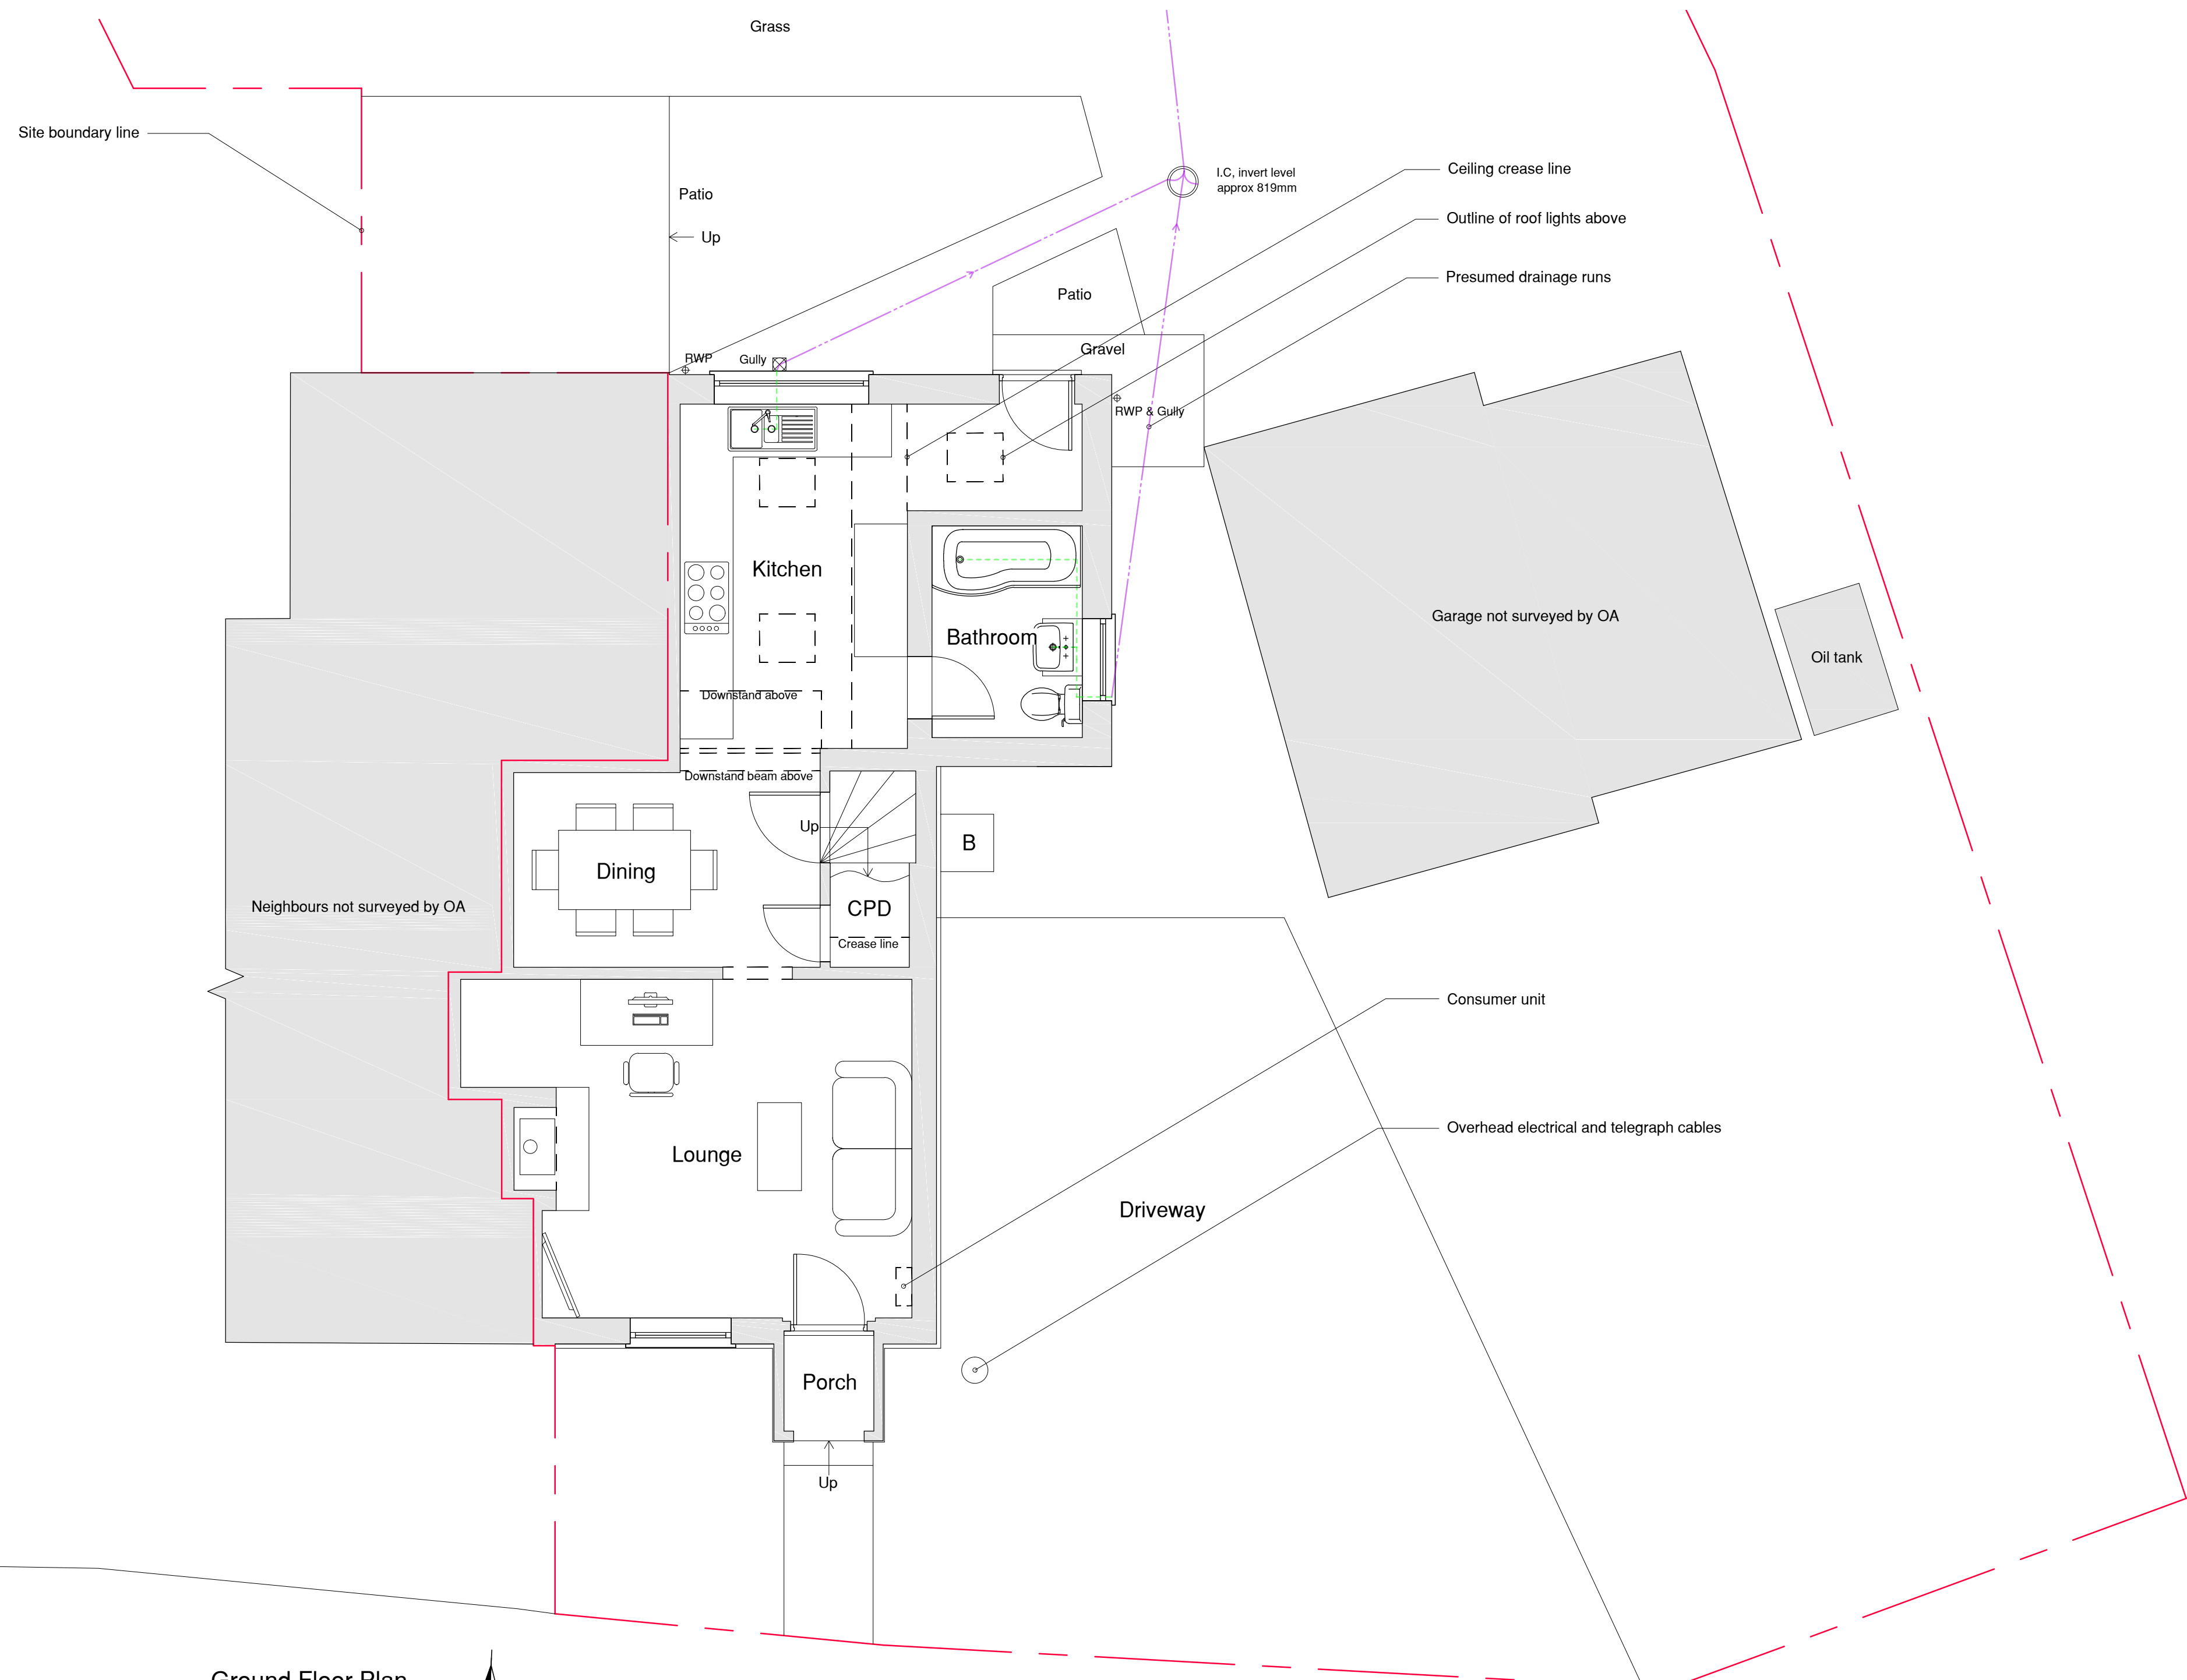 Grass
Site boundary line
I.C, invert level
approx 819mm
Ceiling crease line
Patio
Outline of roof lights above
Up
Presumed drainage runs
Patio
Gravel
RWP
Gully
RWP & Gully
Kitchen
Garage not surveyed by OA
Bathroom
Oil tank
Downstand above
Downstand beam above
Up
B
Dining
Neighbours not surveyed by OA
CPD
Crease line
Consumer unit
Overhead electrical and telegraph cables
Lounge
Driveway
Porch
Up
Ground Floor Plan